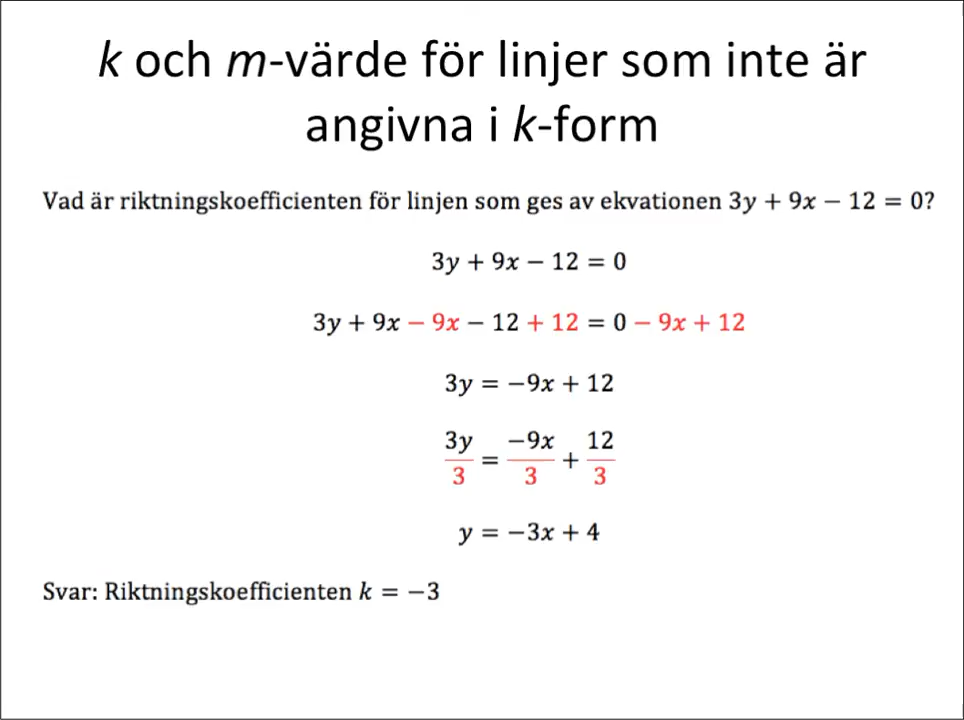 k och m-värde för linjer som inte är
angivna i k-form
Vad är riktningskoefficienten för linjen som ges av ekvationen 3y + 9x − 12 = 0?
3y + 9x − 12 = 0
3y + 9x − 9x − 12 + 12 = 0 − 9x + 12
3y = −9x + 12
3y/3 = −9x/3 + 12/3
y = −3x + 4
Svar: Riktningskoefficienten k = −3